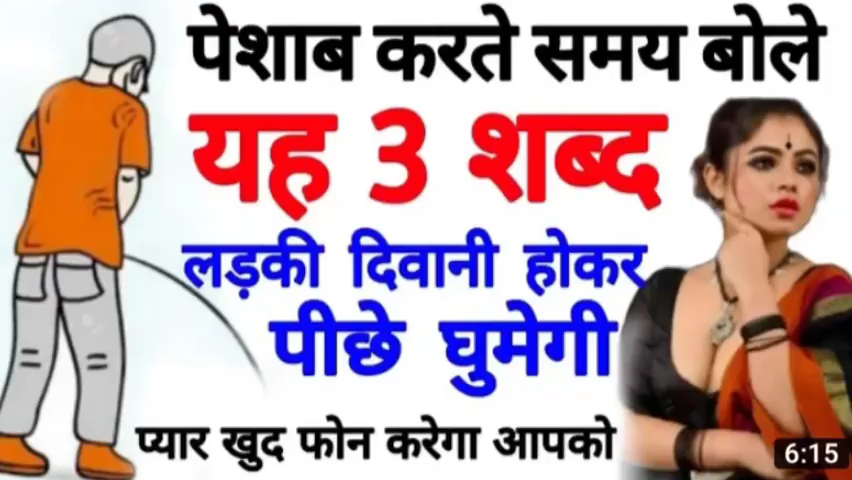 पेशाब करते समय बोले
यह 3 शब्द
लड़की दिवानी होकर
पीछे घुमेगी
प्यार खुद फोन करेगा आपको
6:15